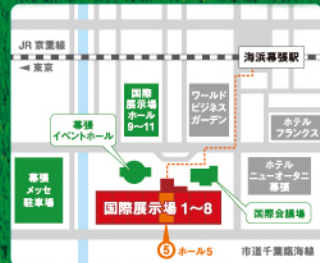 JR 京葉線
◀ 東京
海浜幕張駅
国際
展示場
ホール
9〜11
ワールド
ビジネス
ガーデン
ホテル
フランクス
幕張
イベントホール
幕張
メッセ
駐車場
ホテル
ニューオータニ
幕張
国際展示場 1〜8
国際会議場
5 ホール5
市道千葉臨海線